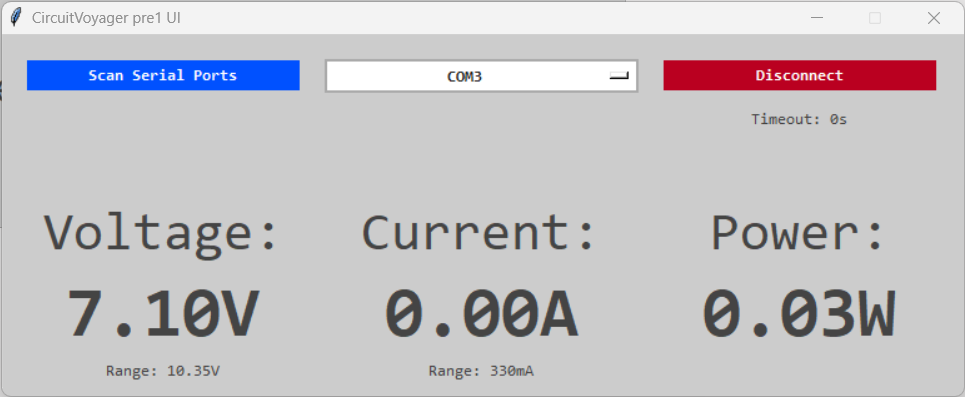 CircuitVoyager pre1 UI
Scan Serial Ports
COM3
Disconnect
Timeout: 0s
Voltage:
Current:
Power:
7.10V
0.00A
0.03W
Range: 10.35V
Range: 330mA